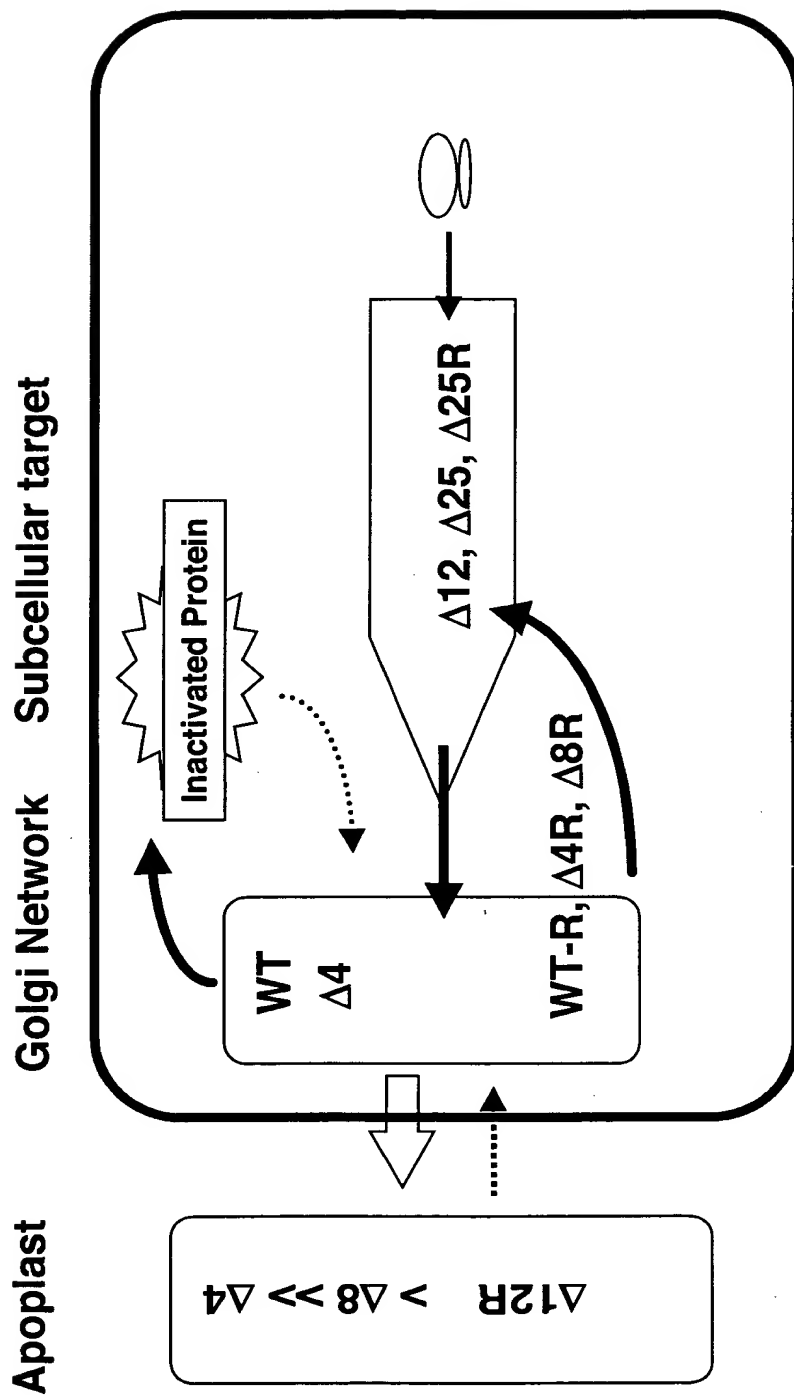 Apoplast
Golgi Network
Subcellular target
Δ12R > Δ8 >> Δ4
WT
Δ4
WT-R, Δ4R, Δ8R
Inactivated Protein
Δ12, Δ25, Δ25R